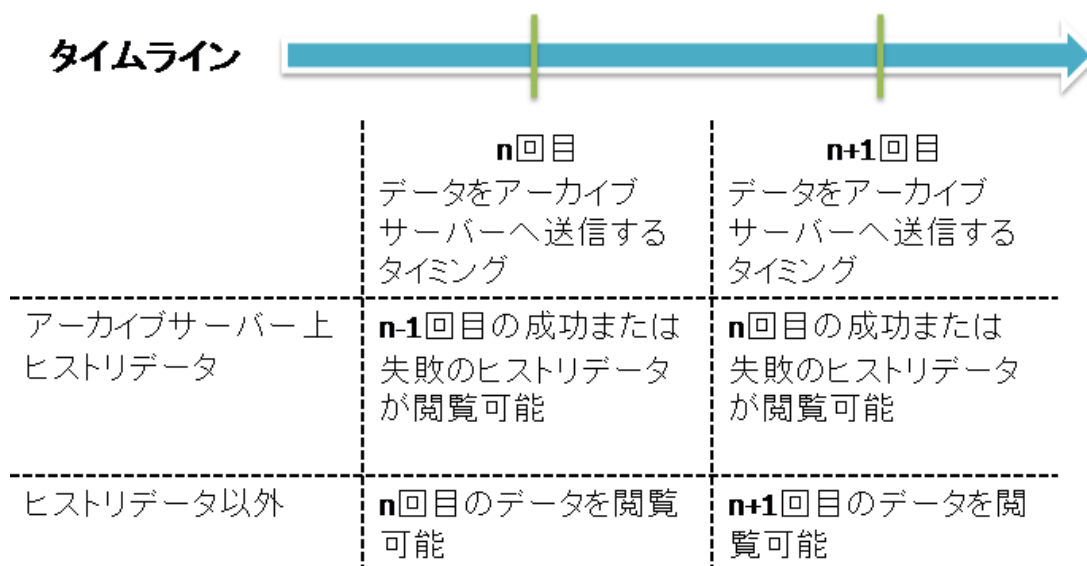 タイムライン
n回目
データをアーカイブ
サーバーへ送信する
タイミング
n+1回目
データをアーカイブ
サーバーへ送信する
タイミング
アーカイブサーバー上
ヒストリデータ
n-1回目の成功または
失敗のヒストリデータ
が閲覧可能
n回目の成功または
失敗のヒストリデータ
が閲覧可能
ヒストリデータ以外
n回目のデータを閲覧
可能
n+1回目のデータを閲
覧可能